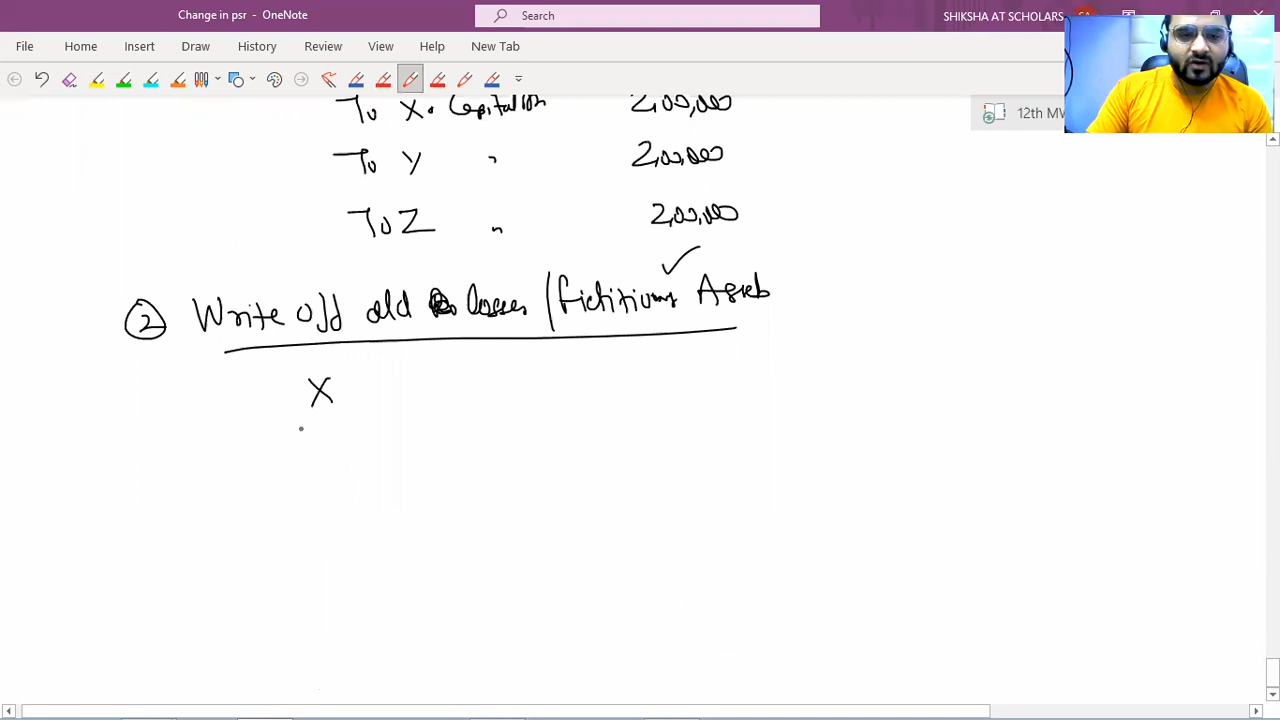 Change in psr - OneNote
Search
SHIKSHA AT SCHOLARS
File Home Insert Draw History Review View Help New Tab
12th MW
To X. Capital 2,00,000
To Y " 2,00,000
To Z " 2,00,000
② Write off old losses / fictitious Assets
X